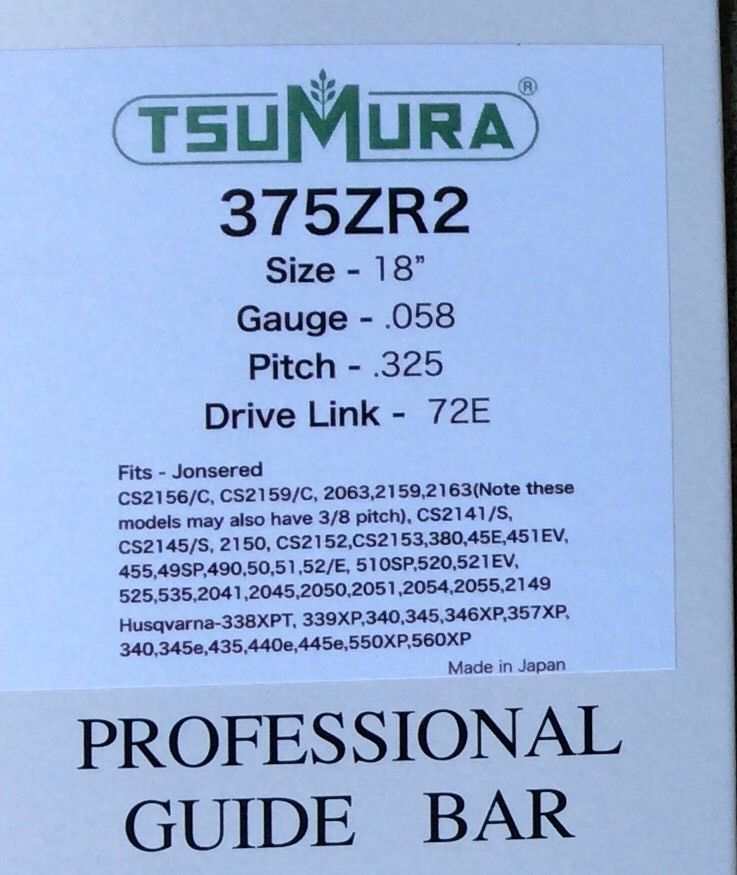 TSUMURA®
375ZR2
Size - 18"
Gauge - .058
Pitch - .325
Drive Link - 72E
Fits - Jonsered
CS2156/C, CS2159/C, 2063,2159,2163(Note these
models may also have 3/8 pitch), CS2141/S,
CS2145/S, 2150, CS2152,CS2153,380,45E,451EV,
455,49SP,490,50,51,52/E, 510SP,520,521EV,
525,535,2041,2045,2050,2051,2054,2055,2149
Husqvarna-338XPT, 339XP,340,345,346XP,357XP,
340,345e,435,440e,445e,550XP,560XP
Made in Japan
PROFESSIONAL
GUIDE BAR